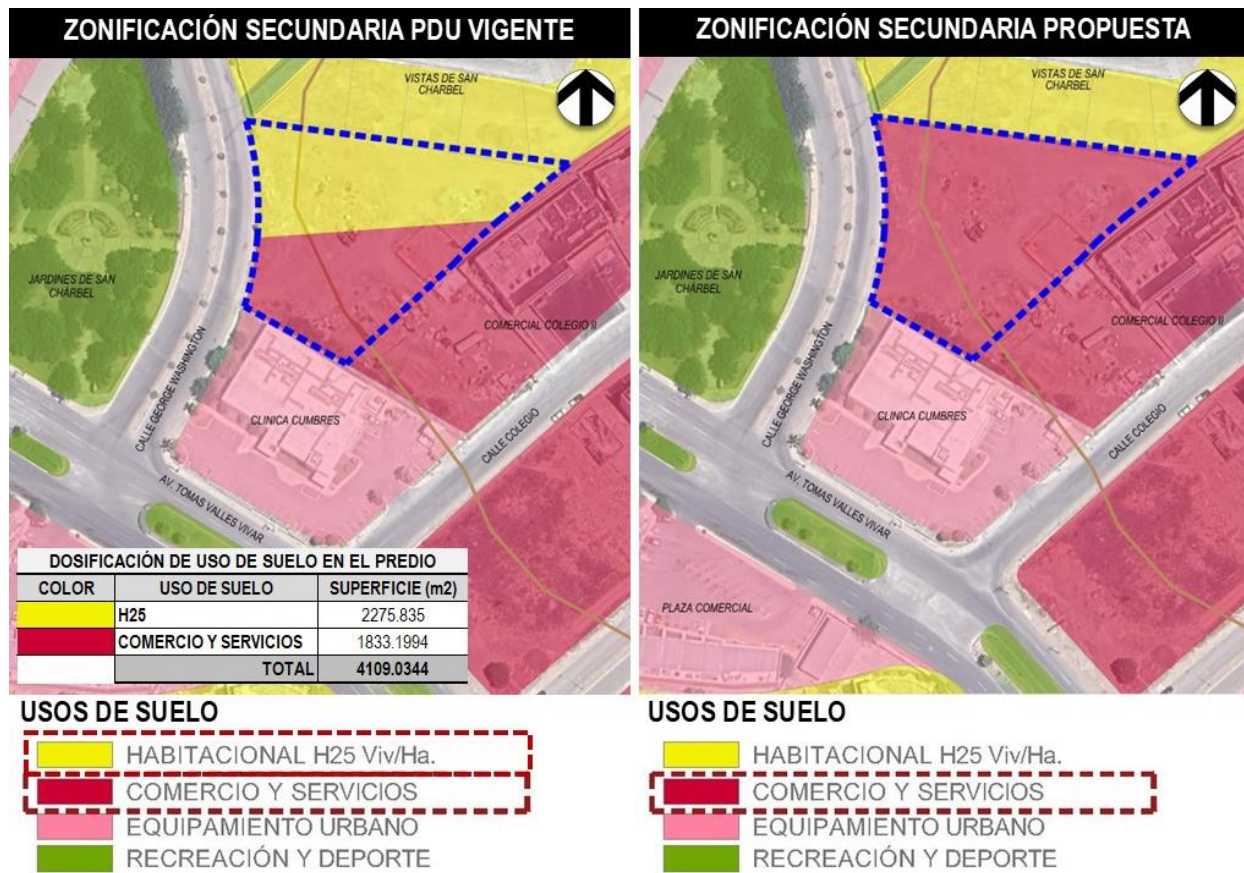 ZONIFICACIÓN SECUNDARIA PDU VIGENTE
VISTAS DE SAN
CHARBEL
JARDINES DE SAN
CHÁRBEL
COMERCIAL COLEGIO II
CALLE GEORGE WASHINGTON
CLINICA CUMBRES
CALLE COLEGIO
AV. TOMAS VALLES VIVAR
DOSIFICACIÓN DE USO DE SUELO EN EL PREDIO
COLOR USO DE SUELO SUPERFICIE (m2)
H25 2275.835
COMERCIO Y SERVICIOS 1833.1994
TOTAL 4109.0344
USOS DE SUELO
HABITACIONAL H25 Viv/Ha.
COMERCIO Y SERVICIOS
EQUIPAMIENTO URBANO
RECREACIÓN Y DEPORTE
ZONIFICACIÓN SECUNDARIA PROPUESTA
VISTAS DE SAN
CHARBEL
JARDINES DE SAN
CHÁRBEL
COMERCIAL COLEGIO II
CALLE GEORGE WASHINGTON
CLINICA CUMBRES
CALLE COLEGIO
AV. TOMAS VALLES VIVAR
PLAZA COMERCIAL
USOS DE SUELO
HABITACIONAL H25 Viv/Ha.
COMERCIO Y SERVICIOS
EQUIPAMIENTO URBANO
RECREACIÓN Y DEPORTE